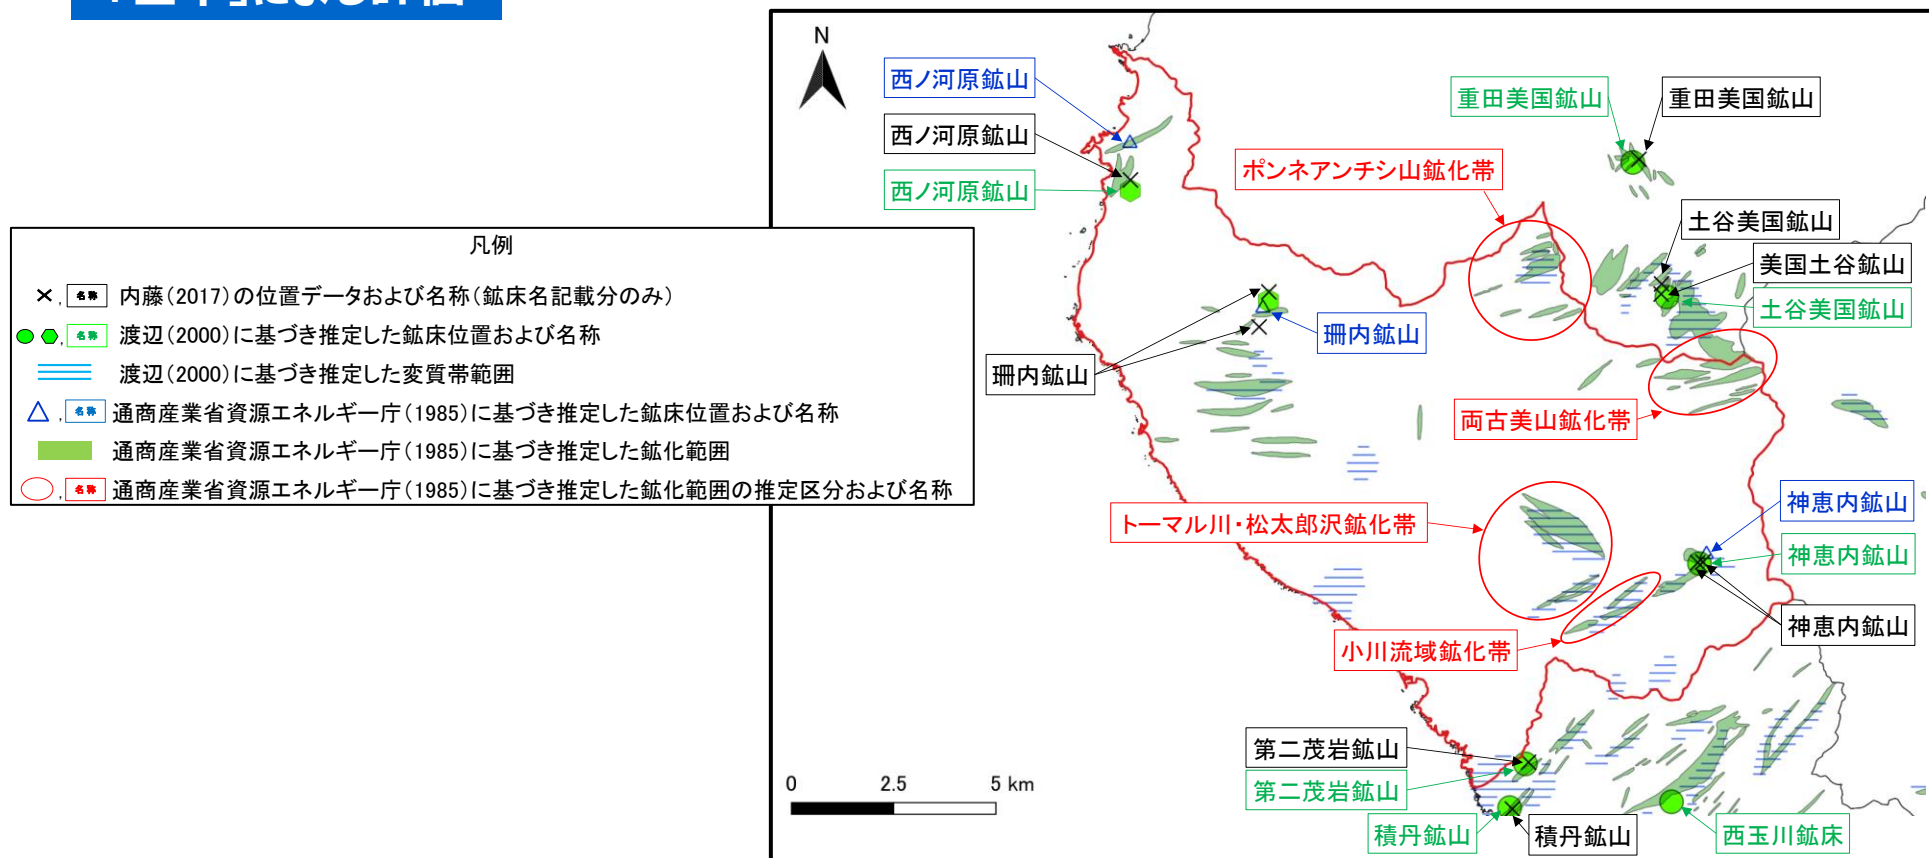 による評価
凡例
×, 名称 内藤(2017)の位置データおよび名称(鉱床名記載分のみ)
, 名称 渡辺(2000)に基づき推定した鉱床位置および名称
渡辺(2000)に基づき推定した変質帯範囲
△, 名称 通商産業省資源エネルギー庁(1985)に基づき推定した鉱床位置および名称
通商産業省資源エネルギー庁(1985)に基づき推定した鉱化範囲
, 名称 通商産業省資源エネルギー庁(1985)に基づき推定した鉱化範囲の推定区分および名称
N
西ノ河原鉱山
西ノ河原鉱山
西ノ河原鉱山
重田美国鉱山
重田美国鉱山
ポンネアンチシ山鉱化帯
土谷美国鉱山
美国土谷鉱山
土谷美国鉱山
珊内鉱山
珊内鉱山
両古美山鉱化帯
トーマル川・松太郎沢鉱化帯
神恵内鉱山
神恵内鉱山
神恵内鉱山
小川流域鉱化帯
第二茂岩鉱山
第二茂岩鉱山
積丹鉱山
積丹鉱山
西玉川鉱床
0 2.5 5 km